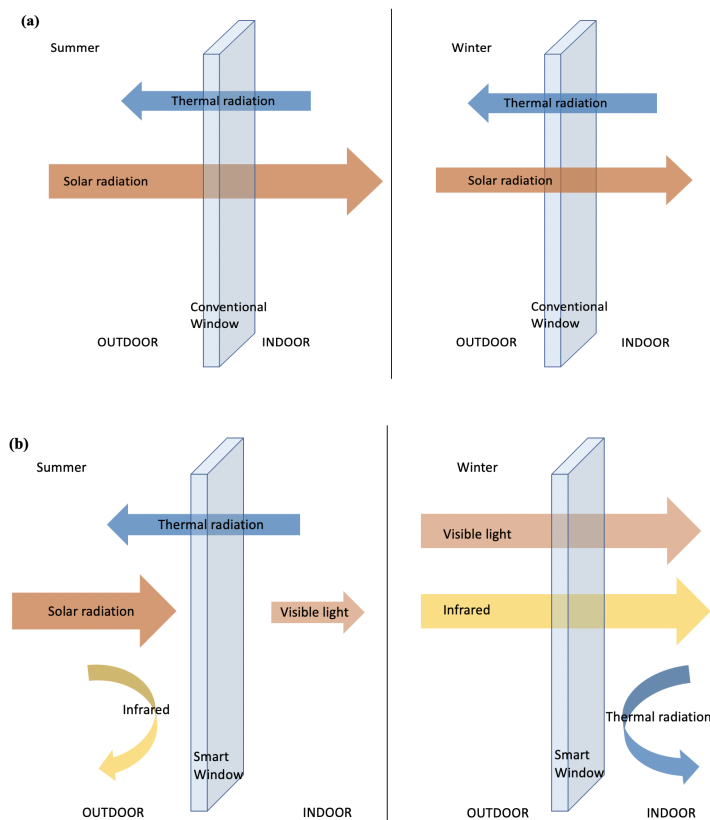 (a)
Summer
Thermal radiation
Solar radiation
Conventional
Window
OUTDOOR
INDOOR
Winter
Thermal radiation
Solar radiation
Conventional
Window
OUTDOOR
INDOOR
(b)
Summer
Thermal radiation
Solar radiation
Visible light
Infrared
Smart
Window
OUTDOOR
INDOOR
Winter
Visible light
Infrared
Thermal radiation
Smart
Window
OUTDOOR
INDOOR